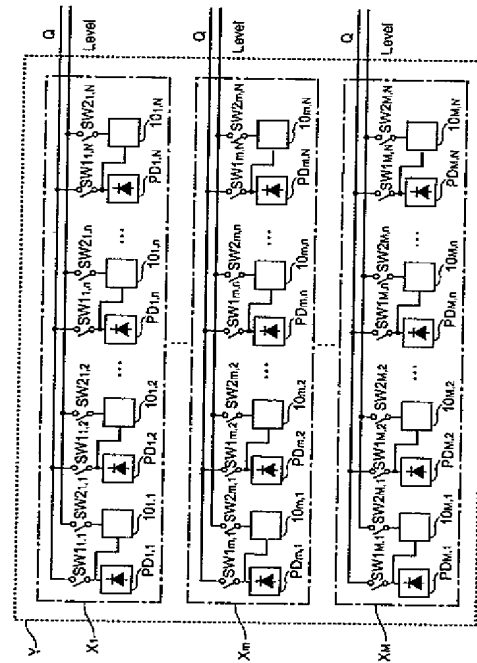 Q
Level
SW11,1
SW21,1
SW11,2
SW21,2
SW11,n
SW21,n
SW11,N
SW21,N
101,1
101,2
101,n
101,N
PD1,1
PD1,2
PD1,n
PD1,N
...
...
X1
Y
Q
Level
SW1m,1
SW2m,1
SW1m,2
SW2m,2
SW1m,n
SW2m,n
SW1m,N
SW2m,N
10m,1
10m,2
10m,n
10m,N
PDm,1
PDm,2
PDm,n
PDm,N
...
...
Xm
Q
Level
SW1M,1
SW2M,1
SW1M,2
SW2M,2
SW1M,n
SW2M,n
SW1M,N
SW2M,N
10M,1
10M,2
10M,n
10M,N
PDM,1
PDM,2
PDM,n
PDM,N
...
...
XM